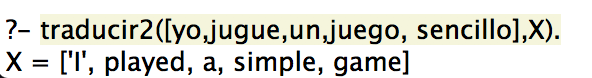 ?- traducir2([yo,jugue,un,juego, sencillo],X).
X = ['I', played, a, simple, game]